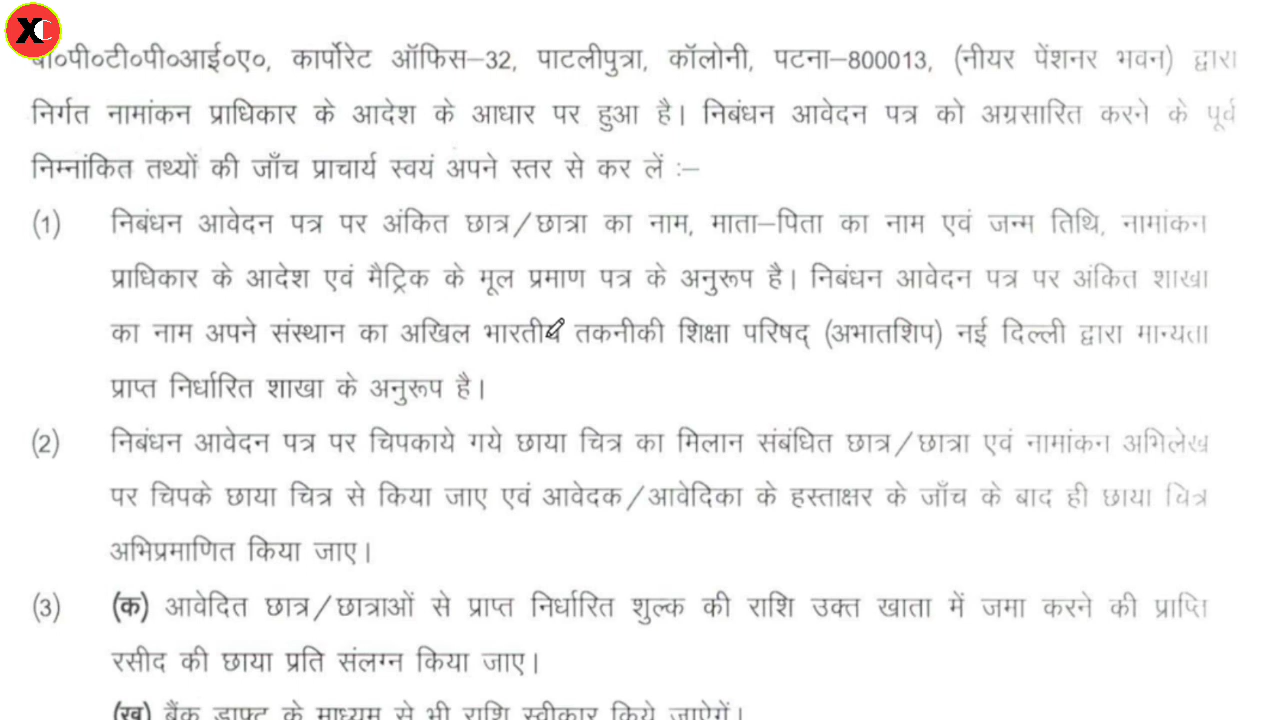 XC
बी०पी०टी०पी०आई०ए०, कार्पोरेट ऑफिस–32, पाटलीपुत्रा, कॉलोनी, पटना–800013, (नीयर पेंशनर भवन) द्वारा
निर्गत नामांकन प्राधिकार के आदेश के आधार पर हुआ है। निबंधन आवेदन पत्र को अग्रसारित करने के पूर्व
निम्नांकित तथ्यों की जाँच प्राचार्य स्वयं अपने स्तर से कर लें :–
(1) निबंधन आवेदन पत्र पर अंकित छात्र/छात्रा का नाम, माता–पिता का नाम एवं जन्म तिथि, नामांकन
प्राधिकार के आदेश एवं मैट्रिक के मूल प्रमाण पत्र के अनुरूप है। निबंधन आवेदन पत्र पर अंकित शाखा
का नाम अपने संस्थान का अखिल भारतीय तकनीकी शिक्षा परिषद् (अभातशिप) नई दिल्ली द्वारा मान्यता
प्राप्त निर्धारित शाखा के अनुरूप है।
(2) निबंधन आवेदन पत्र पर चिपकाये गये छाया चित्र का मिलान संबंधित छात्र/छात्रा एवं नामांकन अभिलेख
पर चिपके छाया चित्र से किया जाए एवं आवेदक/आवेदिका के हस्ताक्षर के जाँच के बाद ही छाया चित्र
अभिप्रमाणित किया जाए।
(3) (क) आवेदित छात्र/छात्राओं से प्राप्त निर्धारित शुल्क की राशि उक्त खाता में जमा करने की प्राप्ति
रसीद की छाया प्रति संलग्न किया जाए।
(ख) बैंक ड्राफ्ट के माध्यम से भी राशि स्वीकार किये जाऐगें।